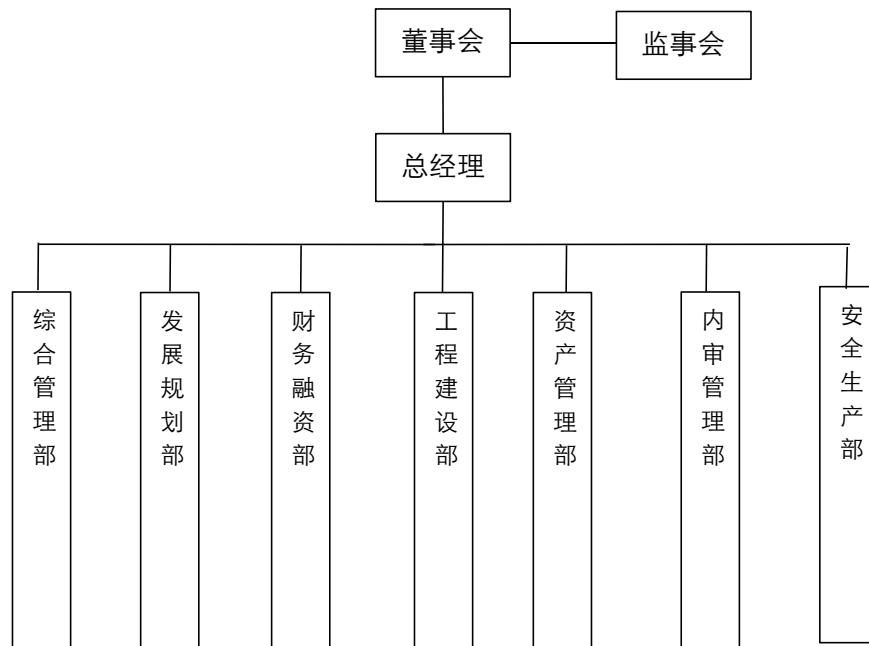 董事会
监事会
总经理
综合管理部
发展规划部
财务融资部
工程建设部
资产管理部
内审管理部
安全生产部